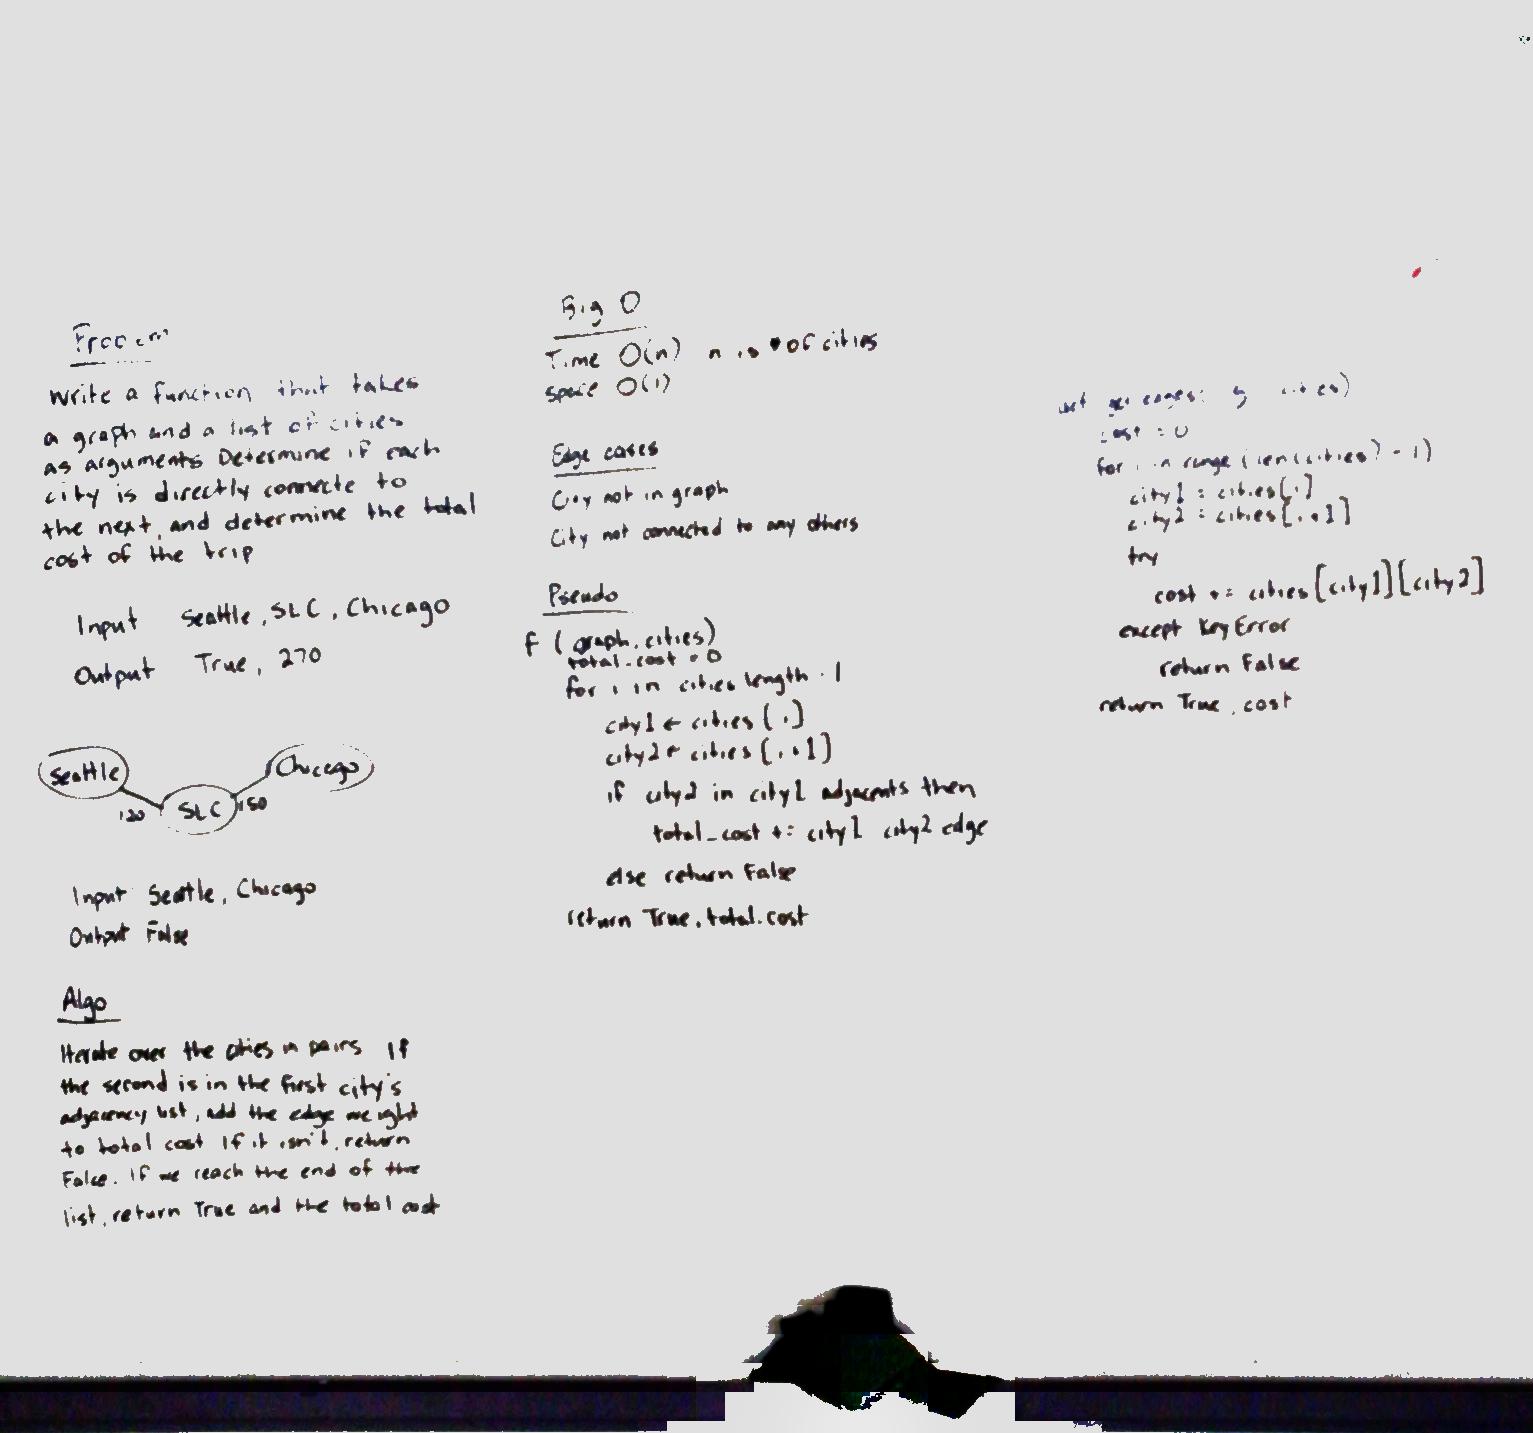 Problem
Write a function that takes
a graph and a list of cities
as arguments Determine if each
city is directly connecte to
the next, and determine the total
cost of the trip
Input Seattle, SLC, Chicago
Output True, 270
Seattle
Chicago
SLC
120
150
Input Seattle, Chicago
Output False
Algo
Iterate over the cities in pairs If
the second is in the first city's
adjacency list, add the edge weight
to total cost If it isn't, return
False. If we reach the end of the
list, return True and the total cost
Big O
Time O(n) n is # of cities
space O(1)
Edge cases
City not in graph
City not connected to any others
Pseudo
f (graph, cities)
total_cost = 0
for i in cities length - 1
city1 ← cities [i]
city2 ← cities [i+1]
if city2 in city1 adjacents then
total_cost += city1 city2 edge
else return False
return True, total_cost
def get edges( g cities)
cost = 0
for i in range (len(cities) - 1)
city1 = cities[i]
city2 = cities[i+1]
try
cost += cities[city1][city2]
except KeyError
return False
return True, cost